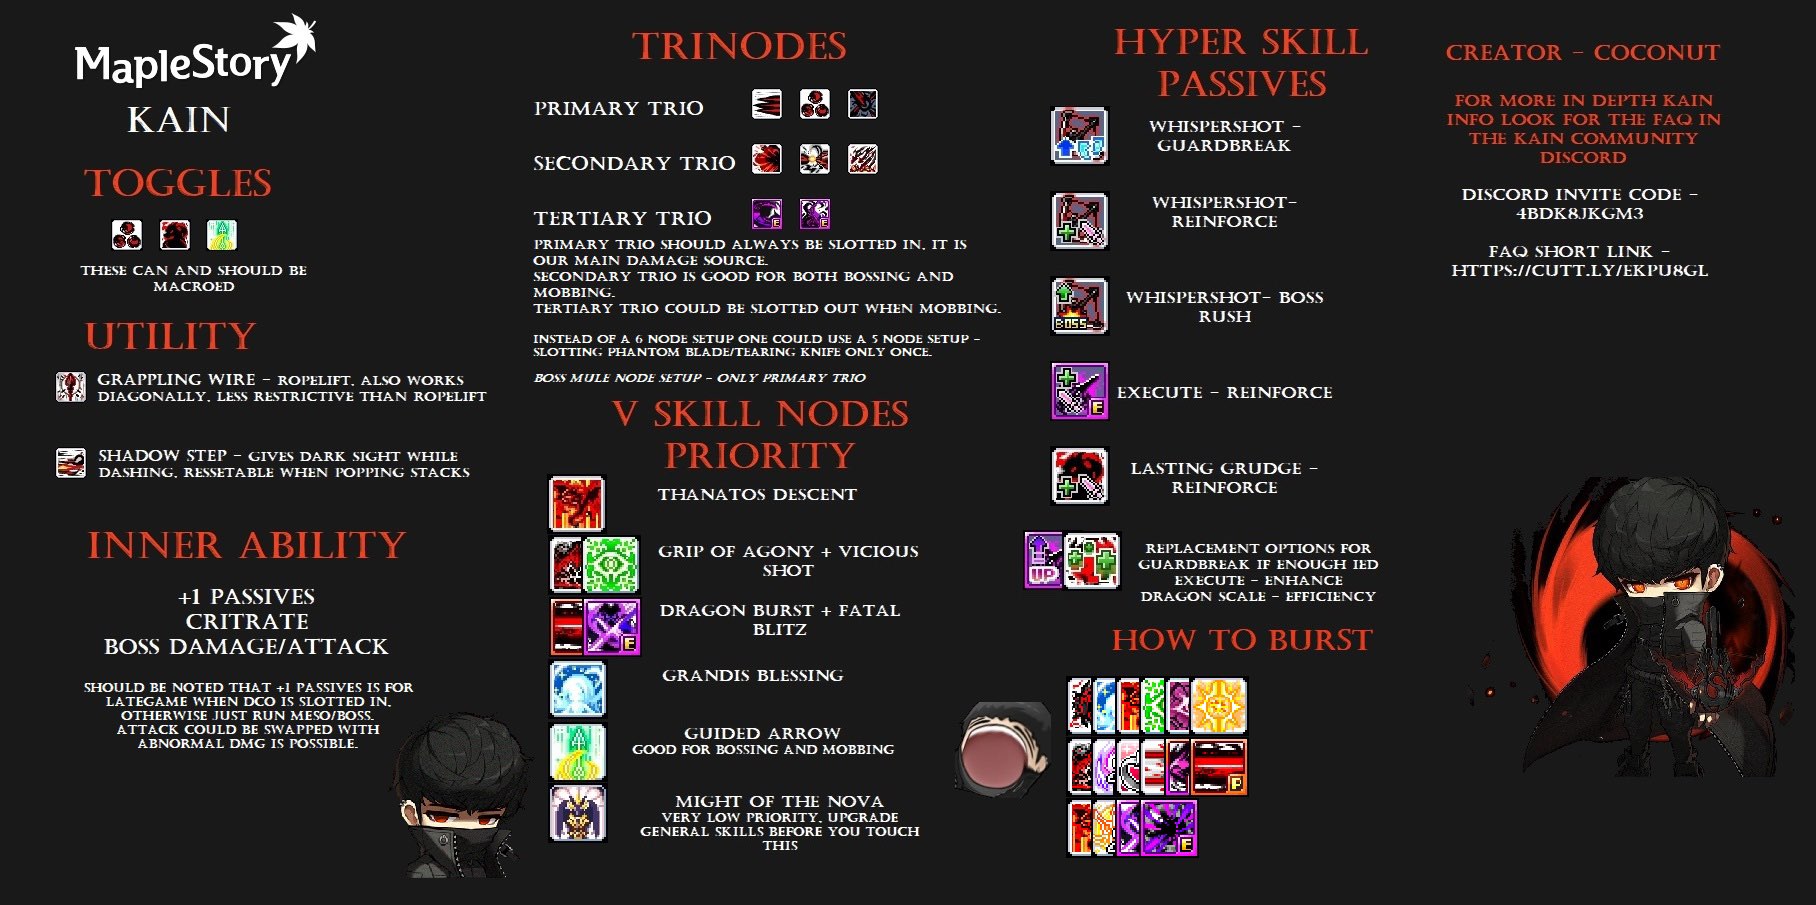 MapleStory
KAIN
TOGGLES
THESE CAN AND SHOULD BE
MACROED
UTILITY
GRAPPLING WIRE - ROPELIFT, ALSO WORKS
DIAGONALLY, LESS RESTRICTIVE THAN ROPELIFT
SHADOW STEP - GIVES DARK SIGHT WHILE
DASHING, RESSETABLE WHEN POPPING STACKS
INNER ABILITY
+1 PASSIVES
CRITRATE
BOSS DAMAGE/ATTACK
SHOULD BE NOTED THAT +1 PASSIVES IS FOR
LATEGAME WHEN DCO IS SLOTTED IN,
OTHERWISE JUST RUN MESO/BOSS.
ATTACK COULD BE SWAPPED WITH
ABNORMAL DMG IS POSSIBLE.
TRINODES
PRIMARY TRIO
SECONDARY TRIO
TERTIARY TRIO
E
E
PRIMARY TRIO SHOULD ALWAYS BE SLOTTED IN, IT IS
OUR MAIN DAMAGE SOURCE.
SECONDARY TRIO IS GOOD FOR BOTH BOSSING AND
MOBBING.
TERTIARY TRIO COULD BE SLOTTED OUT WHEN MOBBING.
INSTEAD OF A 6 NODE SETUP ONE COULD USE A 5 NODE SETUP -
SLOTTING PHANTOM BLADE/TEARING KNIFE ONLY ONCE.
BOSS MULE NODE SETUP - ONLY PRIMARY TRIO
V SKILL NODES
PRIORITY
THANATOS DESCENT
GRIP OF AGONY + VICIOUS
SHOT
DRAGON BURST + FATAL
BLITZ
E
GRANDIS BLESSING
GUIDED ARROW
GOOD FOR BOSSING AND MOBBING
MIGHT OF THE NOVA
VERY LOW PRIORITY, UPGRADE
GENERAL SKILLS BEFORE YOU TOUCH
THIS
HYPER SKILL
PASSIVES
WHISPERSHOT -
GUARDBREAK
WHISPERSHOT-
REINFORCE
WHISPERSHOT- BOSS
RUSH
BOSS
EXECUTE - REINFORCE
E
LASTING GRUDGE -
REINFORCE
UP
REPLACEMENT OPTIONS FOR
GUARDBREAK IF ENOUGH IED
EXECUTE - ENHANCE
DRAGON SCALE - EFFICIENCY
HOW TO BURST
P
E
CREATOR - COCONUT
FOR MORE IN DEPTH KAIN
INFO LOOK FOR THE FAQ IN
THE KAIN COMMUNITY
DISCORD
DISCORD INVITE CODE -
4BDK8JKGM3
FAQ SHORT LINK -
HTTPS://CUTT.LY/EKPU8GL